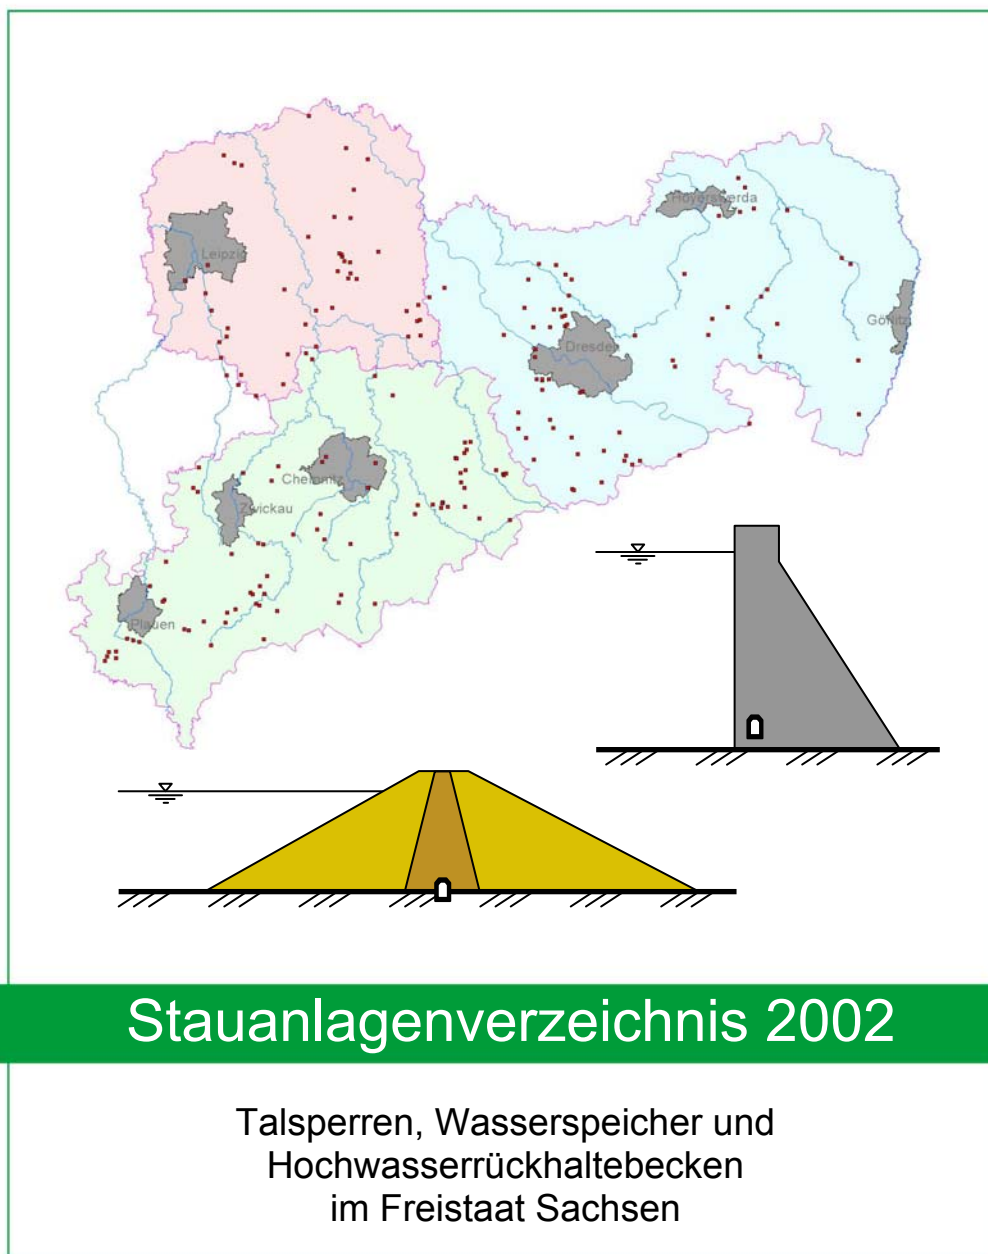 Hoyerswerda
Leipzig
Görlitz
Dresden
Chemnitz
Zwickau
Plauen
Stauanlagenverzeichnis 2002
Talsperren, Wasserspeicher und
Hochwasserrückhaltebecken
im Freistaat Sachsen